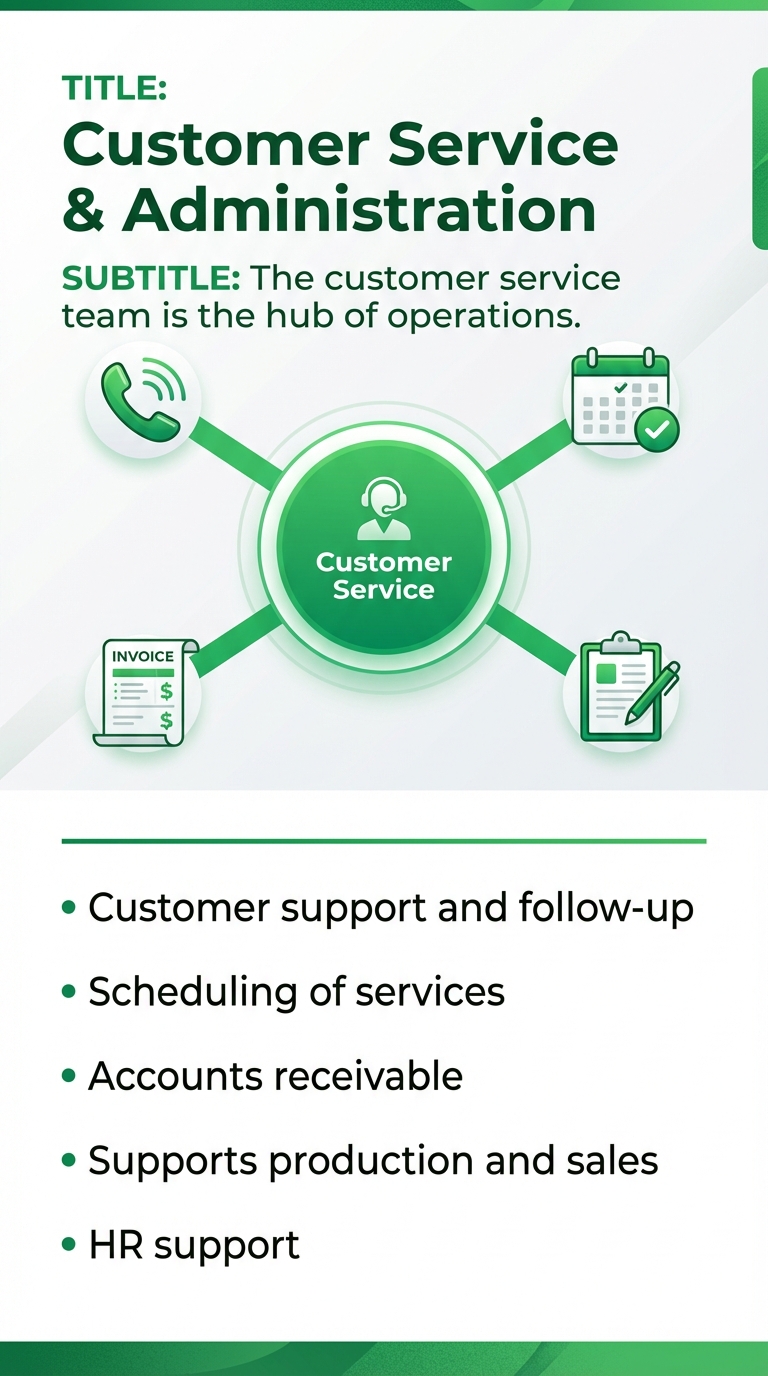 TITLE:
Customer Service
& Administration
SUBTITLE: The customer service
team is the hub of operations.
Customer
Service
INVOICE
$
$
• Customer support and follow-up
• Scheduling of services
• Accounts receivable
• Supports production and sales
• HR support